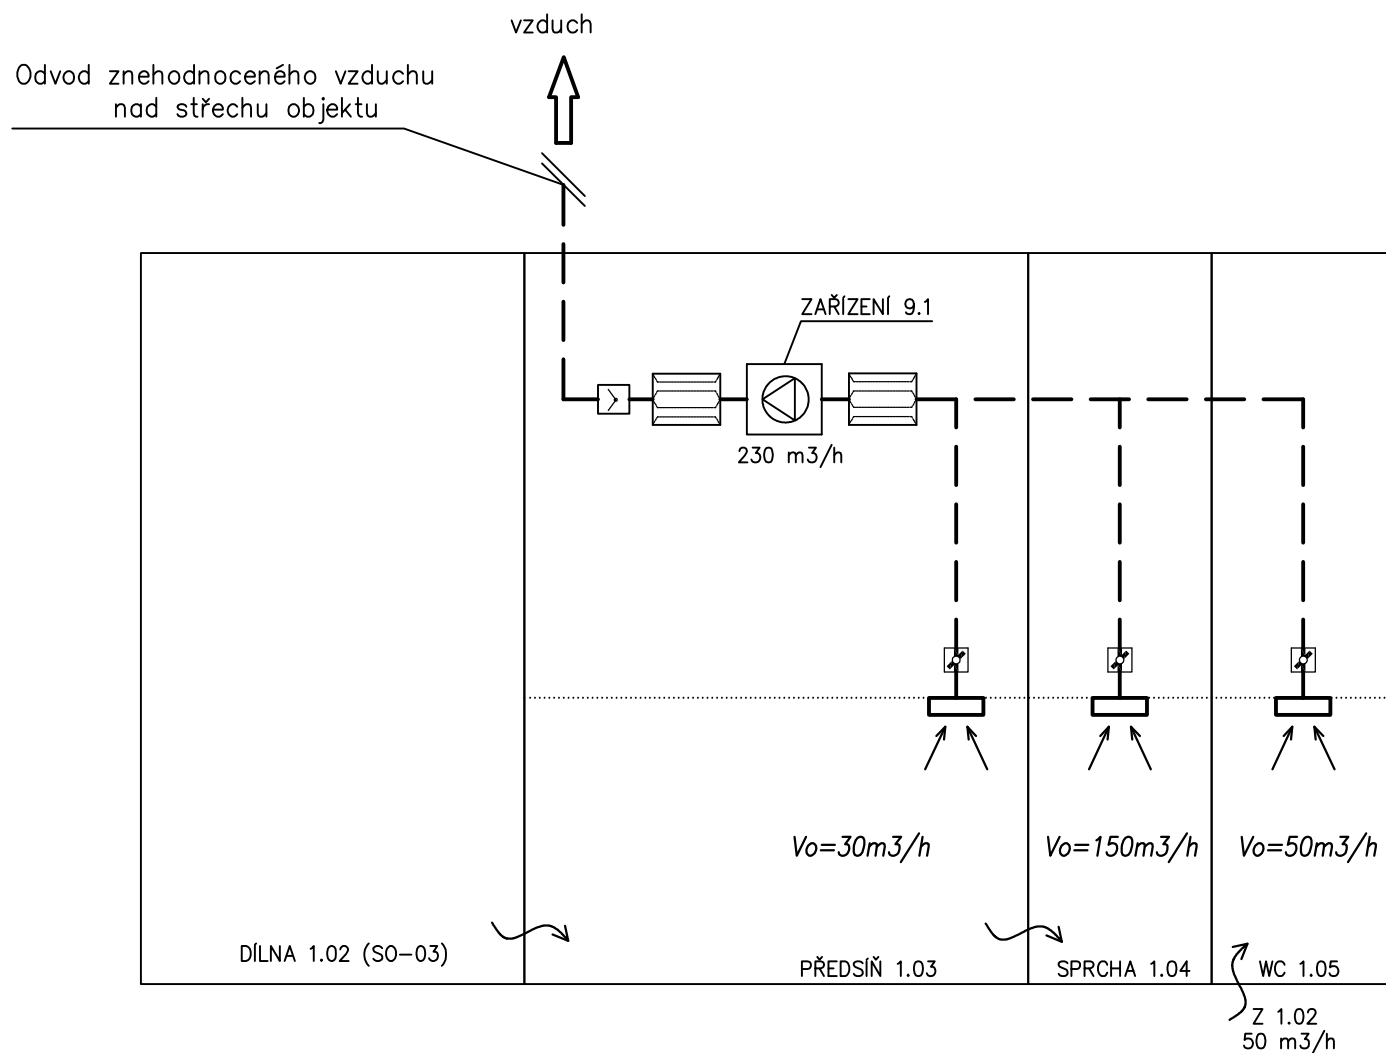 vzduch
Odvod znehodnoceného vzduchu
nad střechu objektu
ZAŘÍZENÍ 9.1
230 m3/h
Vo=30m3/h
Vo=150m3/h
Vo=50m3/h
DÍLNA 1.02 (SO-03)
PŘEDSÍŇ 1.03
SPRCHA 1.04
WC 1.05
Z 1.02
50 m3/h